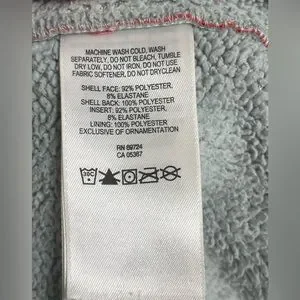 MACHINE WASH COLD, WASH
SEPARATELY, DO NOT BLEACH, TUMBLE
DRY LOW, DO NOT IRON, DO NOT USE
FABRIC SOFTENER, DO NOT DRYCLEAN
SHELL FACE: 92% POLYESTER,
8% ELASTANE
SHELL BACK: 100% POLYESTER
INSERT: 92% POLYESTER,
8% ELASTANE
LINING: 100% POLYESTER
EXCLUSIVE OF ORNAMENTATION
RN 89724
CA 05367
30C